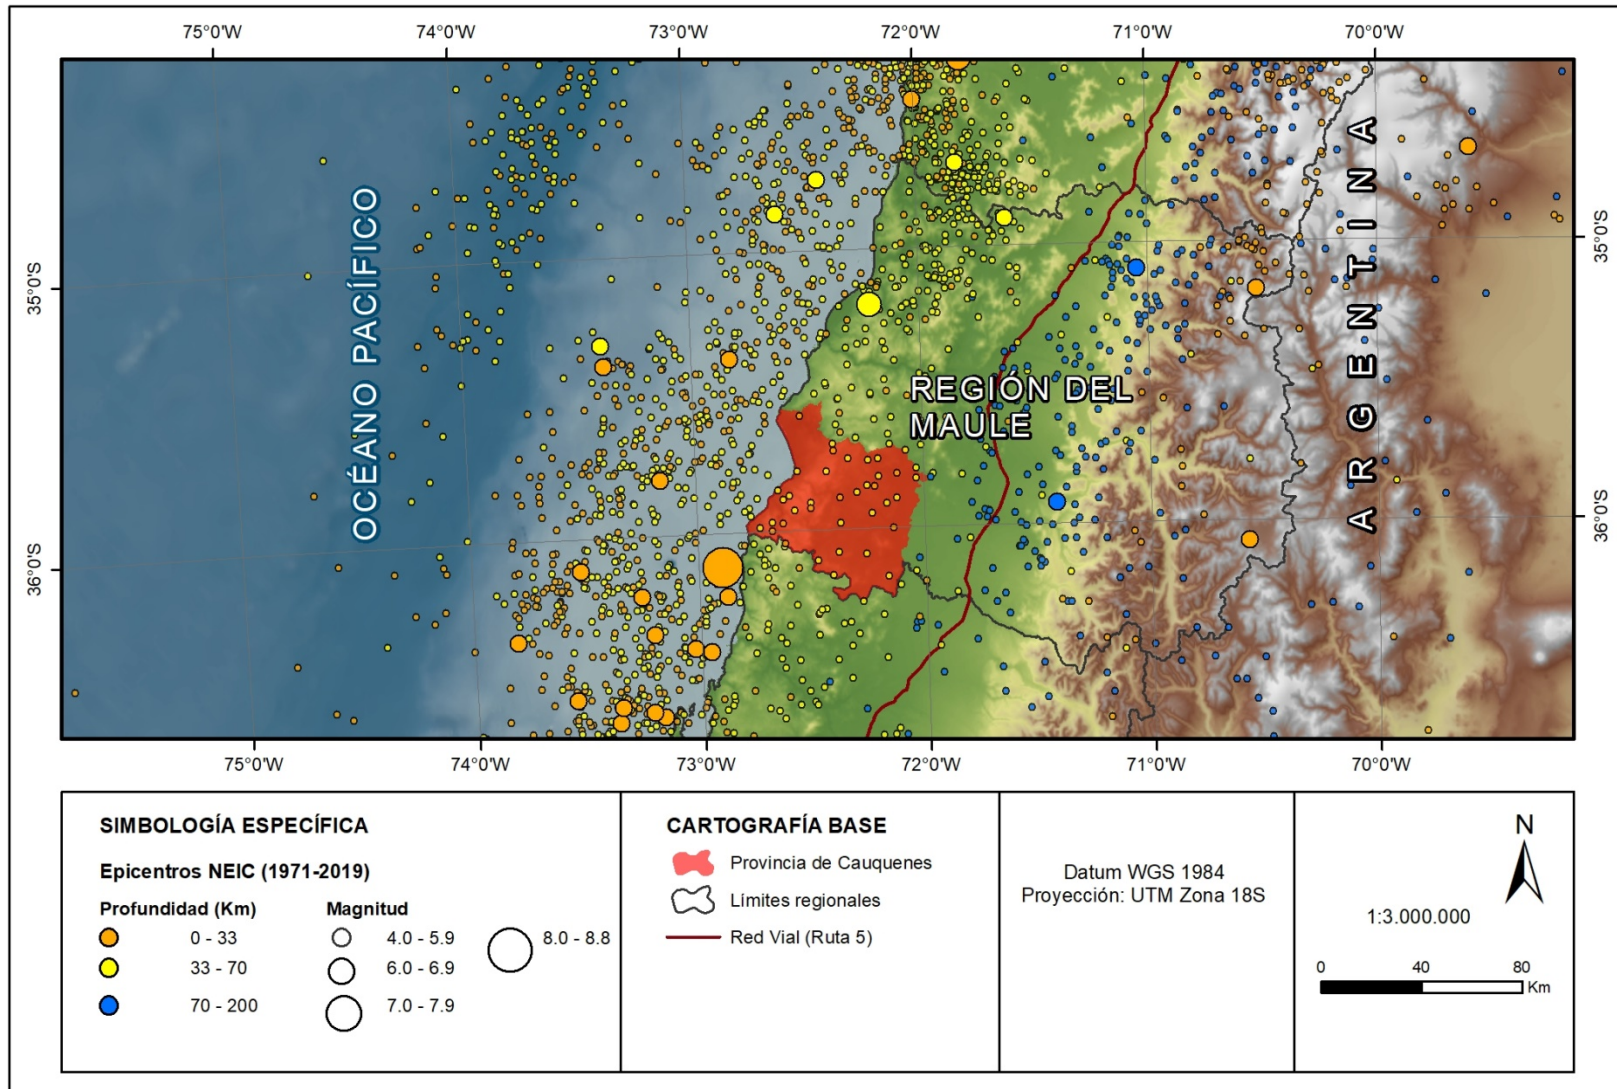 75°0'W 74°0'W 73°0'W 72°0'W 71°0'W 70°0'W
35°0'S
36°0'S
OCÉANO PACÍFICO
REGIÓN DEL
MAULE
ARGENTINA
35°0'S
36°0'S
75°0'W 74°0'W 73°0'W 72°0'W 71°0'W 70°0'W
SIMBOLOGÍA ESPECÍFICA
Epicentros NEIC (1971-2019)
Profundidad (Km)
0 - 33
33 - 70
70 - 200
Magnitud
4.0 - 5.9
6.0 - 6.9
7.0 - 7.9
8.0 - 8.8
CARTOGRAFÍA BASE
Provincia de Cauquenes
Límites regionales
Red Vial (Ruta 5)
Datum WGS 1984
Proyección: UTM Zona 18S
N
1:3.000.000
0 40 80
Km